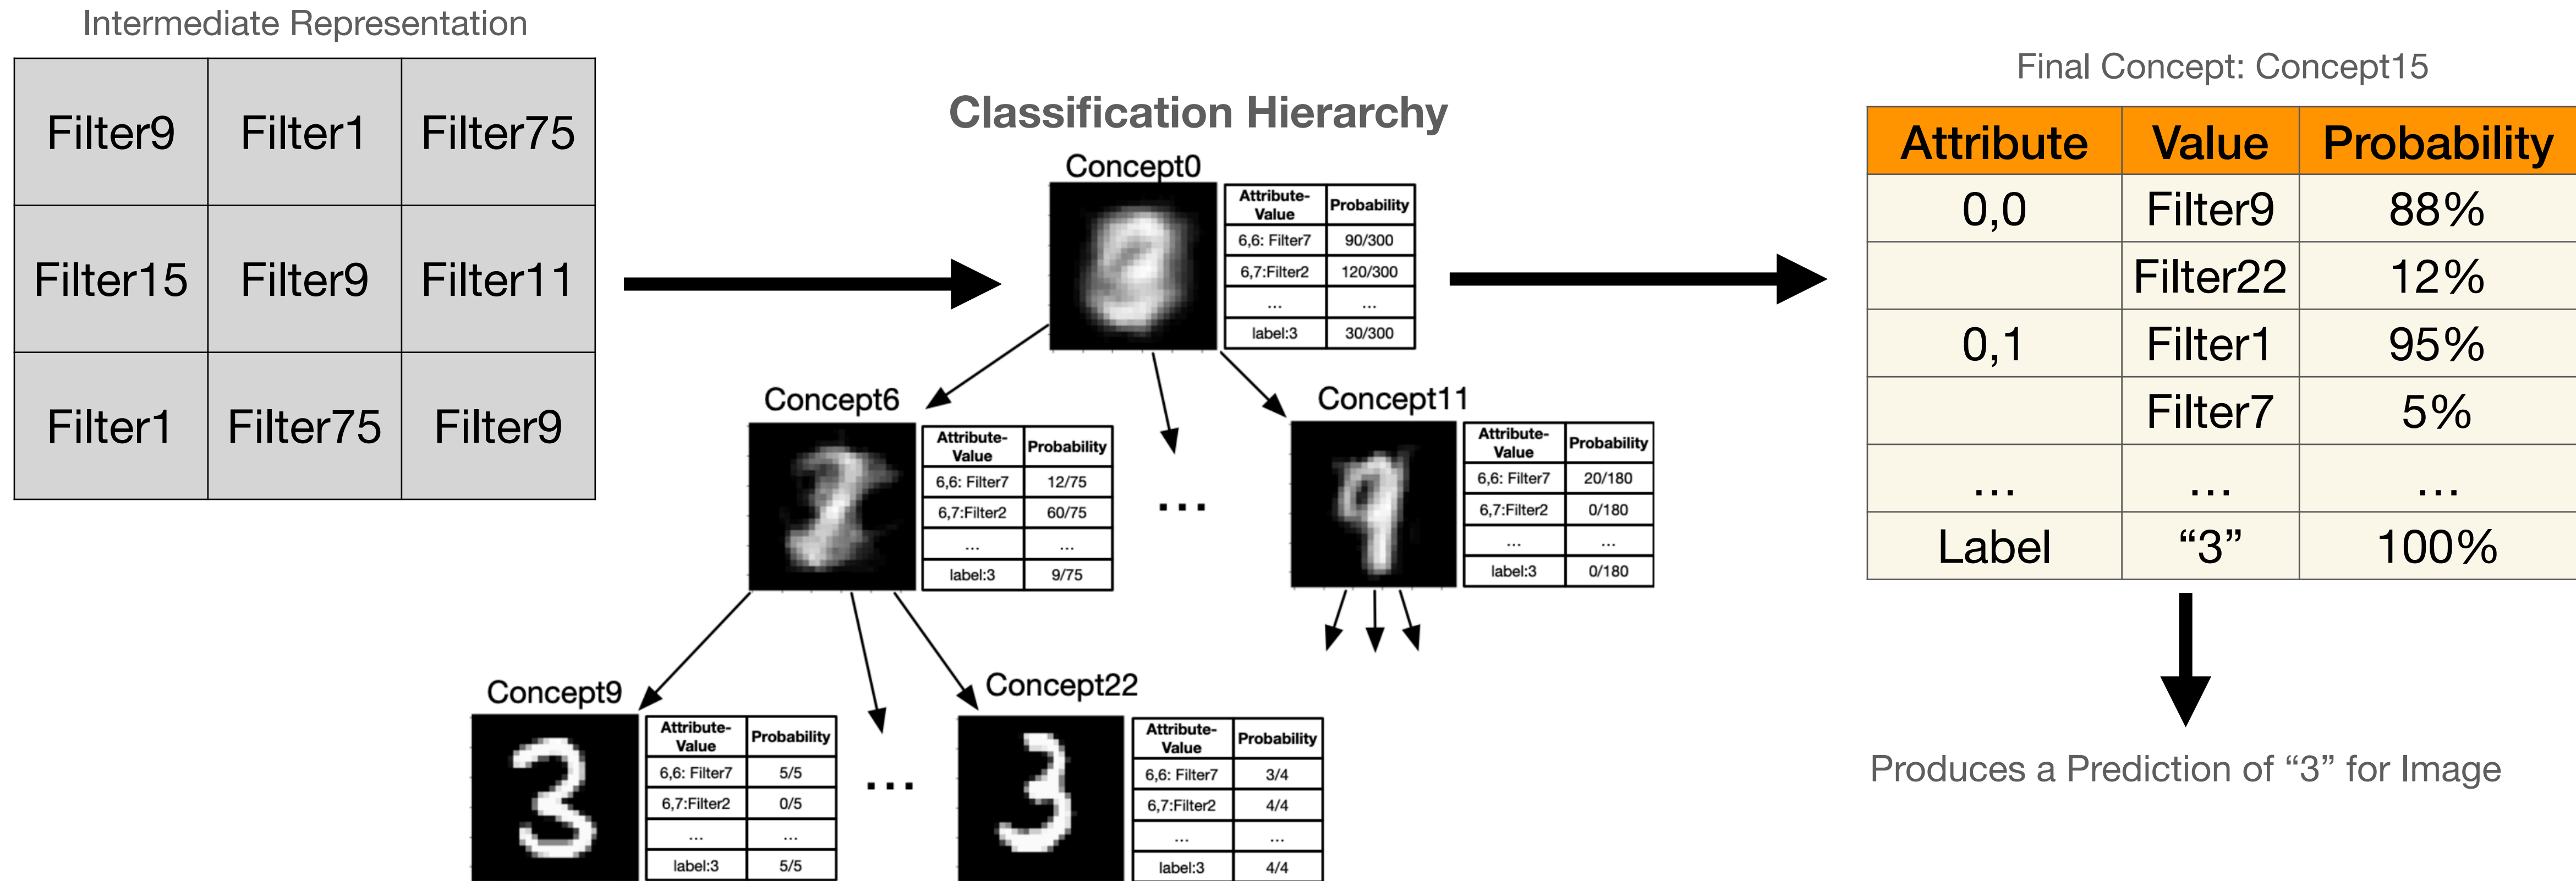 Intermediate Representation
Filter9 Filter1 Filter75
Filter15 Filter9 Filter11
Filter1 Filter75 Filter9
Classification Hierarchy
Concept0
Attribute-Value Probability
6,6: Filter7 90/300
6,7:Filter2 120/300
... ...
label:3 30/300
Concept6
Attribute-Value Probability
6,6: Filter7 12/75
6,7:Filter2 60/75
... ...
label:3 9/75
...
Concept11
Attribute-Value Probability
6,6: Filter7 20/180
6,7:Filter2 0/180
... ...
label:3 0/180
Concept9
3
Attribute-Value Probability
6,6: Filter7 5/5
6,7:Filter2 0/5
... ...
label:3 5/5
...
Concept22
3
Attribute-Value Probability
6,6: Filter7 3/4
6,7:Filter2 4/4
... ...
label:3 4/4
Final Concept: Concept15
Attribute Value Probability
0,0 Filter9 88%
Filter22 12%
0,1 Filter1 95%
Filter7 5%
... ... ...
Label “3” 100%
Produces a Prediction of “3” for Image